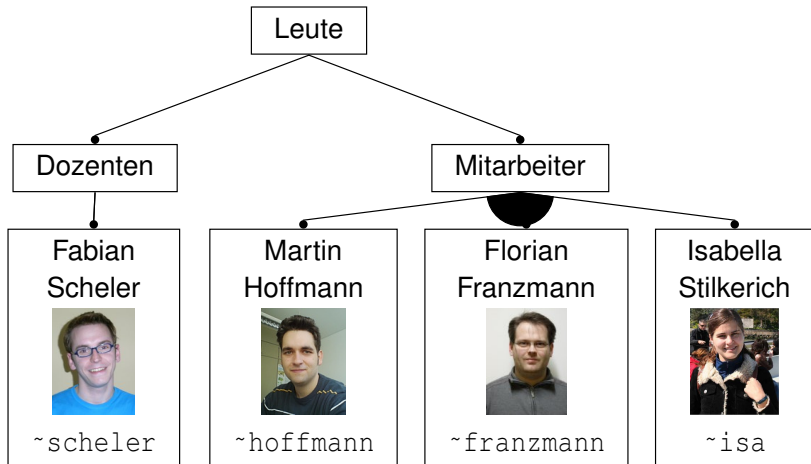 Leute
Dozenten
Mitarbeiter
Fabian
Scheler
~scheler
Martin
Hoffmann
~hoffmann
Florian
Franzmann
~franzmann
Isabella
Stilkerich
~isa